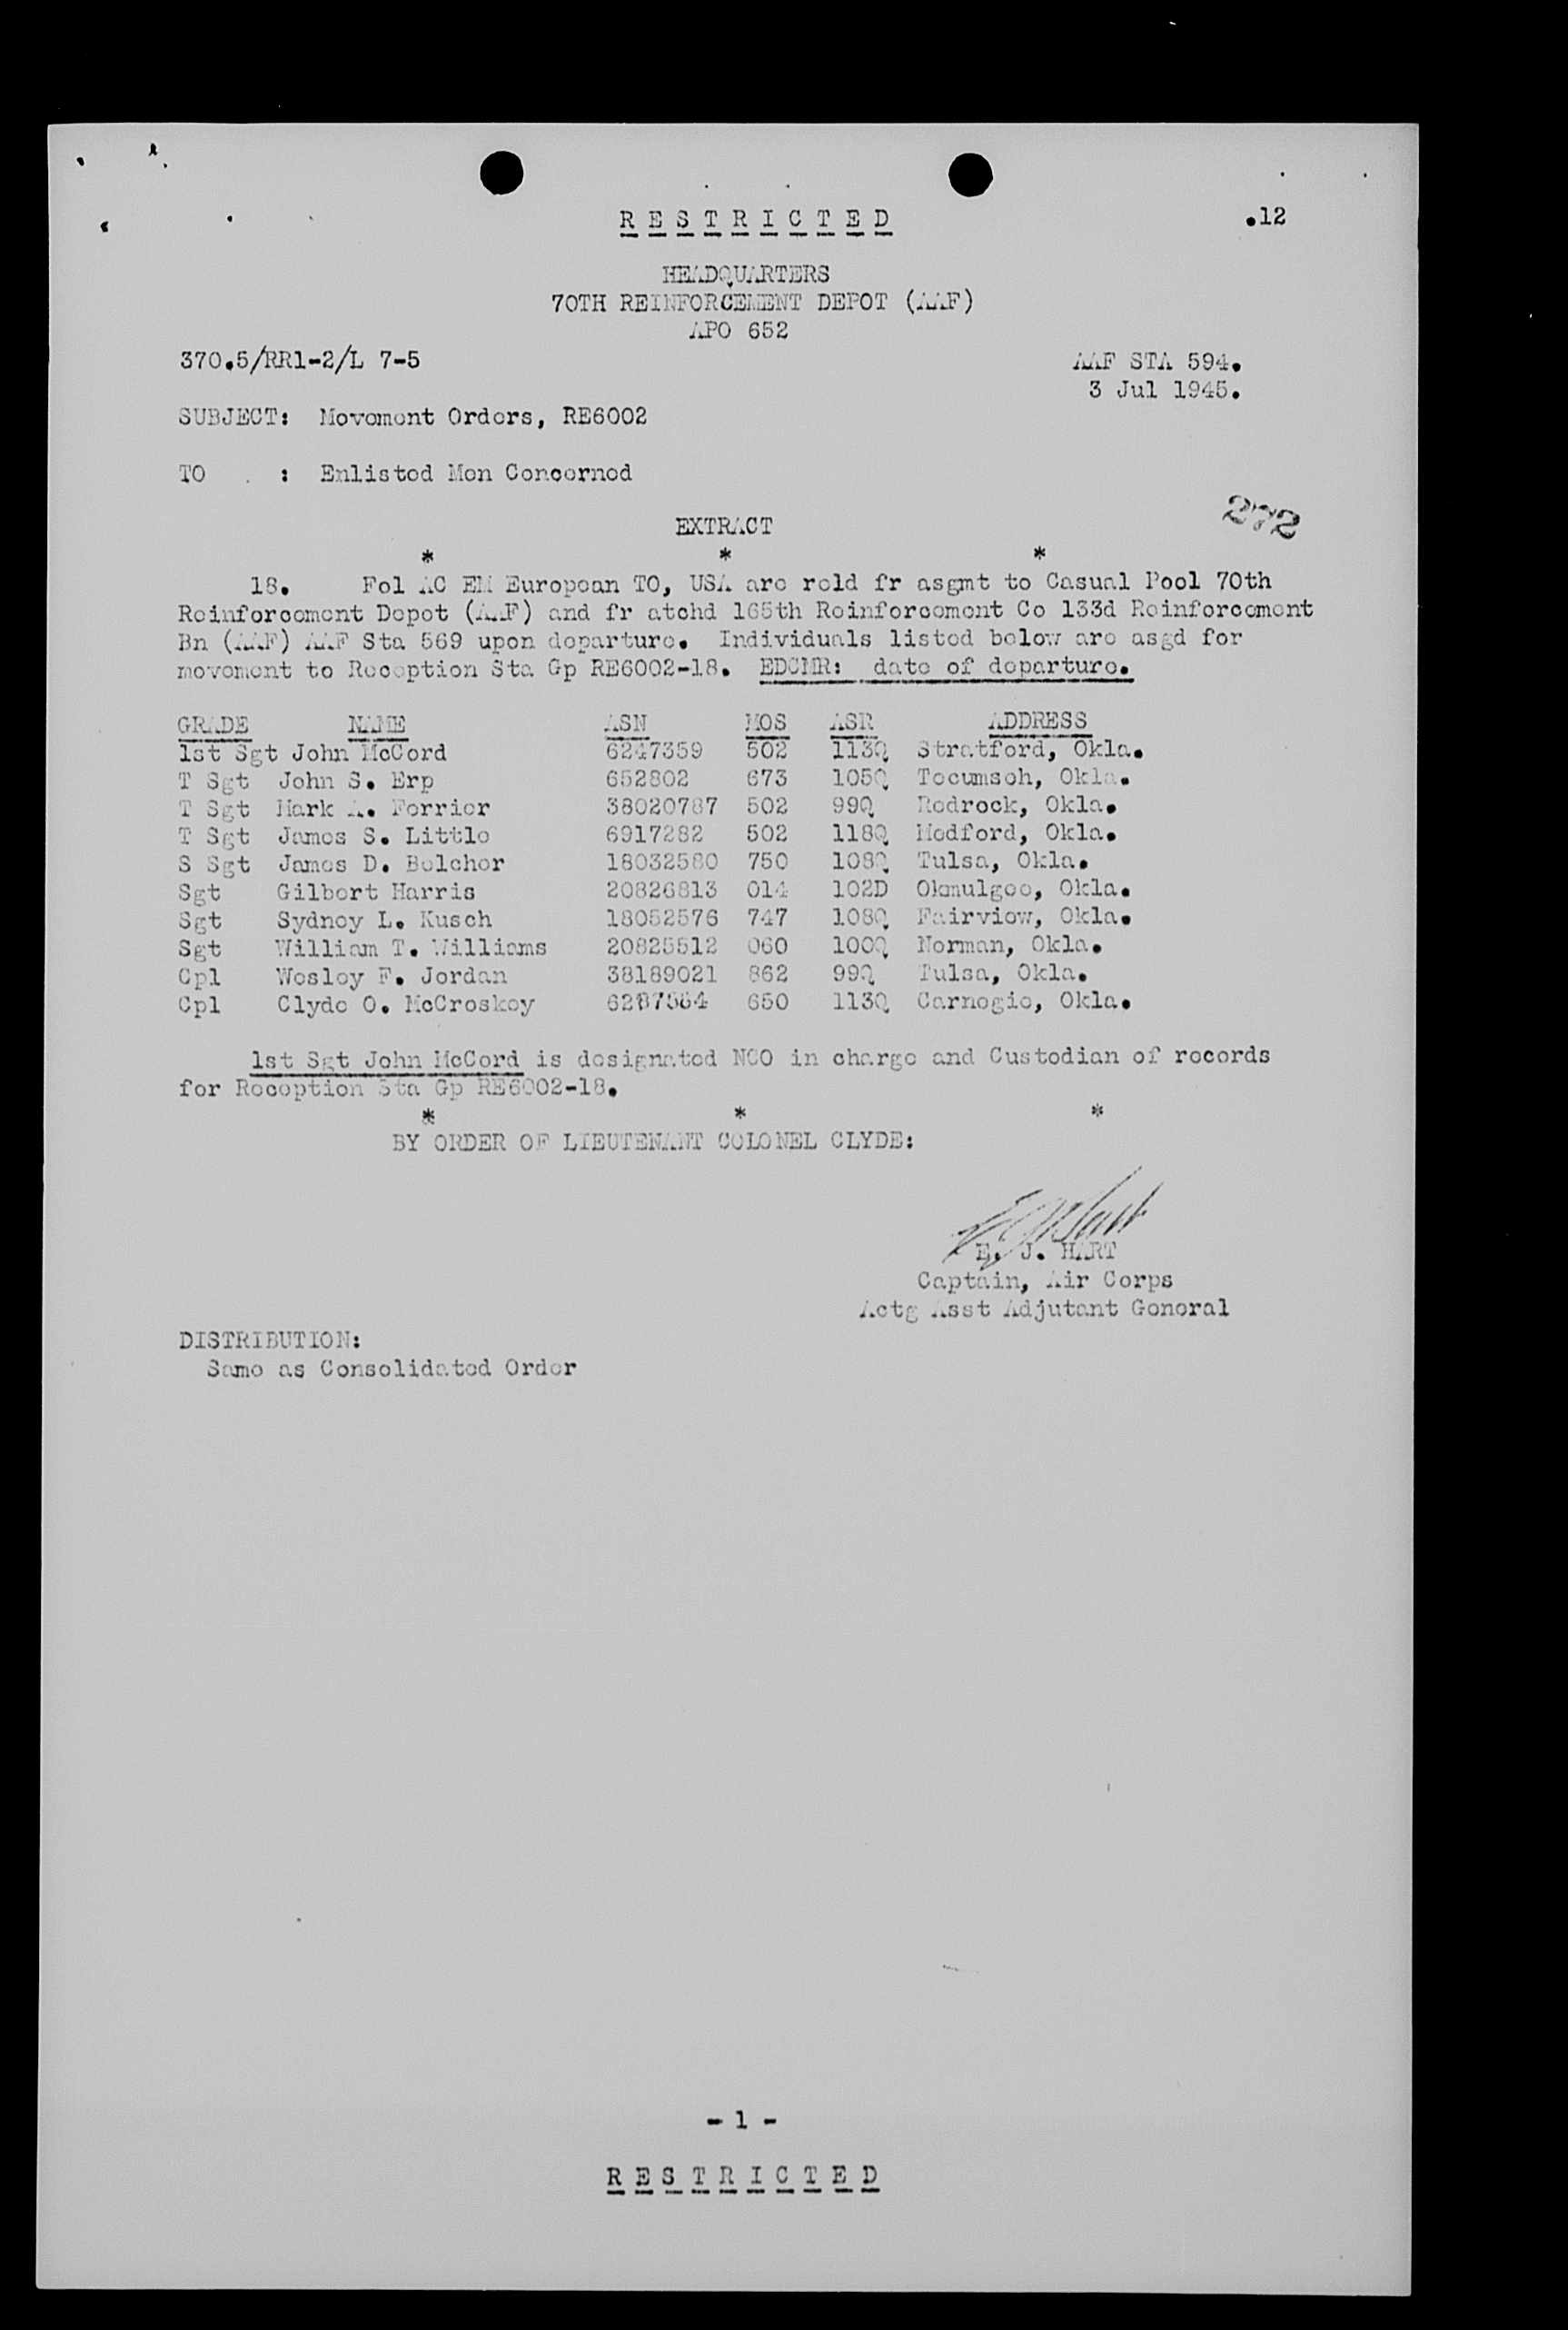 R E S T R I C T E D
.12
HEADQUARTERS
70TH REINFORCEMENT DEPOT (AAF)
APO 652
370.5/RR1-2/L 7-5 AAF STA 594.
3 Jul 1945.
SUBJECT: Movement Orders, RE6002
TO : Enlisted Men Concerned
272
EXTRACT
* * *
18. Fol AC EM European TO, USA are reld fr asgmt to Casual Pool 70th
Reinforcement Depot (AAF) and fr atchd 165th Reinforcement Co 133d Reinforcement
Bn (AAF) AAF Sta 569 upon departure. Individuals listed below are asgd for
movement to Reception Sta Gp RE6002-18. EDCMR: date of departure.
GRADE NAME ASN MOS ASR ADDRESS
1st Sgt John McCord 6247359 502 113Q Stratford, Okla.
T Sgt John S. Erp 652802 673 105Q Tecumseh, Okla.
T Sgt Mark A. Ferrier 38020787 502 99Q Redrock, Okla.
T Sgt James S. Little 6917282 502 118Q Medford, Okla.
S Sgt James D. Belcher 18032580 750 108Q Tulsa, Okla.
Sgt Gilbert Harris 20826813 014 102D Okmulgee, Okla.
Sgt Sydney L. Kusch 18052576 747 108Q Fairview, Okla.
Sgt William T. Williams 20825512 060 100Q Norman, Okla.
Cpl Wesley F. Jordan 38189021 862 99Q Tulsa, Okla.
Cpl Clyde O. McCroskey 650 113Q Carnegie, Okla.
1st Sgt John McCord is designated NCO in charge and Custodian of records
for Reception Sta Gp RE6002-18.
* * *
BY ORDER OF LIEUTENANT COLONEL CLYDE:
E. J. HART
Captain, Air Corps
Actg Asst Adjutant General
DISTRIBUTION:
Same as Consolidated Order
- 1 -
R E S T R I C T E D